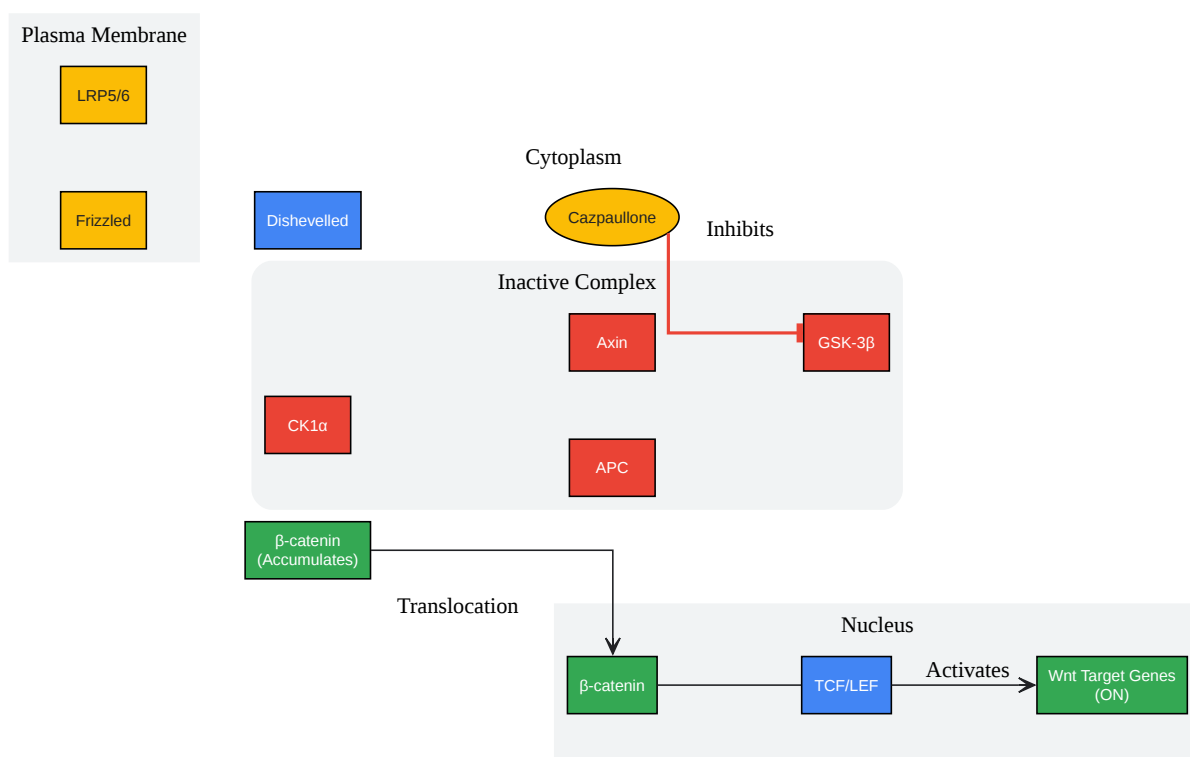 Plasma Membrane
LRP5/6
Frizzled
Cytoplasm
Dishevelled
Cazpaullone
Inhibits
Inactive Complex
Axin
GSK-3β
CK1α
APC
β-catenin
(Accumulates)
Translocation
Nucleus
β-catenin
TCF/LEF
Activates
Wnt Target Genes
(ON)